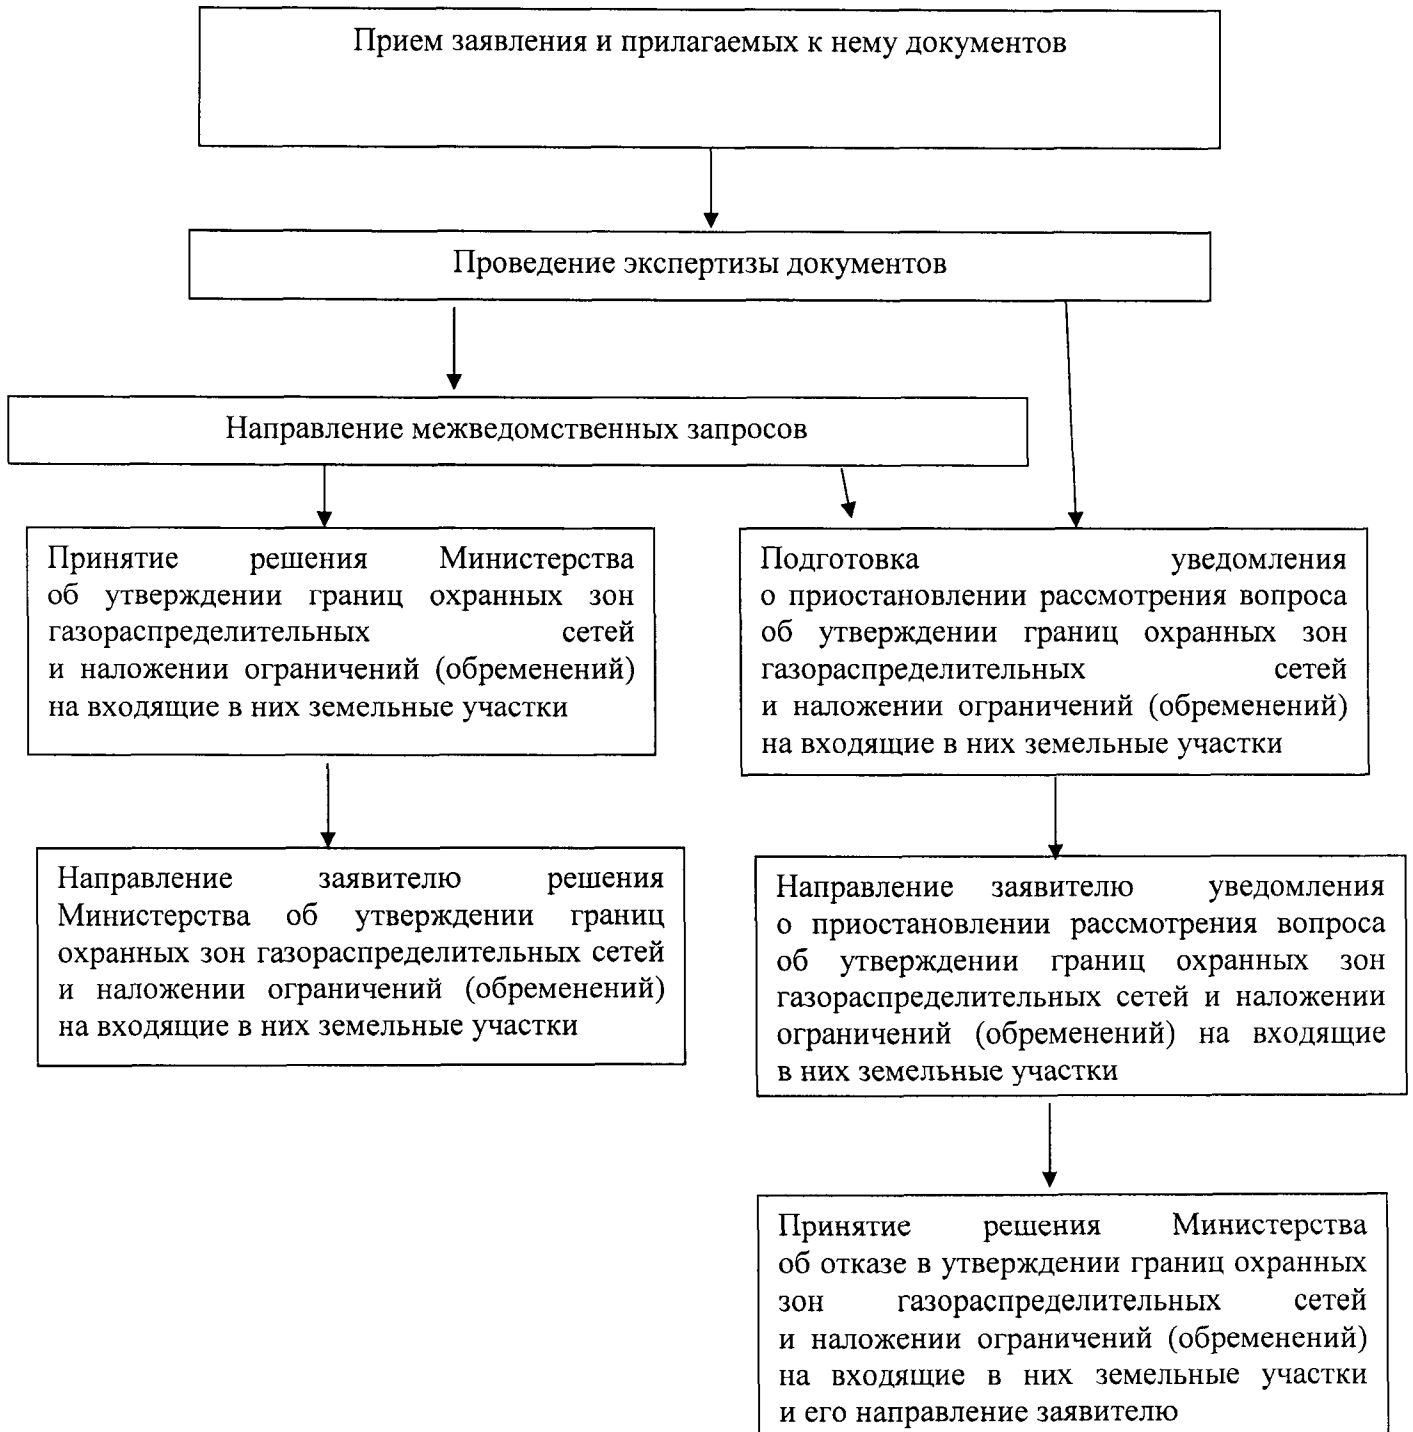 Прием заявления и прилагаемых к нему документов
Проведение экспертизы документов
Направление межведомственных запросов
Принятие решения Министерства
об утверждении границ охранных зон
газораспределительных сетей
и наложении ограничений (обременений)
на входящие в них земельные участки
Подготовка уведомления
о приостановлении рассмотрения вопроса
об утверждении границ охранных зон
газораспределительных сетей
и наложении ограничений (обременений)
на входящие в них земельные участки
Направление заявителю решения
Министерства об утверждении границ
охранных зон газораспределительных сетей
и наложении ограничений (обременений)
на входящие в них земельные участки
Направление заявителю уведомления
о приостановлении рассмотрения вопроса
об утверждении границ охранных зон
газораспределительных сетей и наложении
ограничений (обременений) на входящие
в них земельные участки
Принятие решения Министерства
об отказе в утверждении границ охранных
зон газораспределительных сетей
и наложении ограничений (обременений)
на входящие в них земельные участки
и его направление заявителю